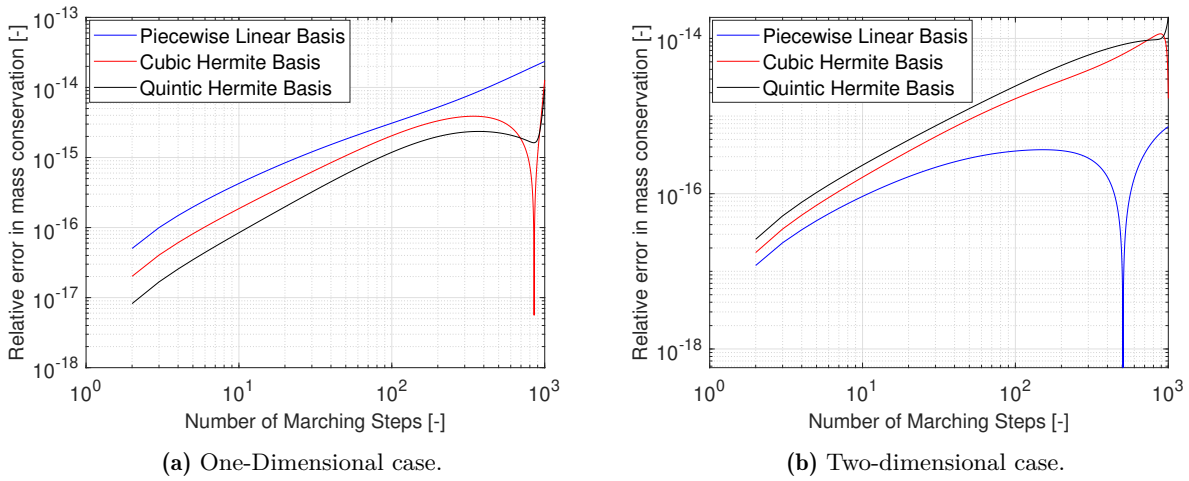 10^-13
10^-14
10^-15
10^-16
10^-17
10^-18
Relative error in mass conservation [-]
Piecewise Linear Basis
Cubic Hermite Basis
Quintic Hermite Basis
10^0
10^1
10^2
10^3
Number of Marching Steps [-]
(a) One-Dimensional case.
10^-14
10^-16
10^-18
Relative error in mass conservation [-]
Piecewise Linear Basis
Cubic Hermite Basis
Quintic Hermite Basis
10^0
10^1
10^2
10^3
Number of Marching Steps [-]
(b) Two-dimensional case.